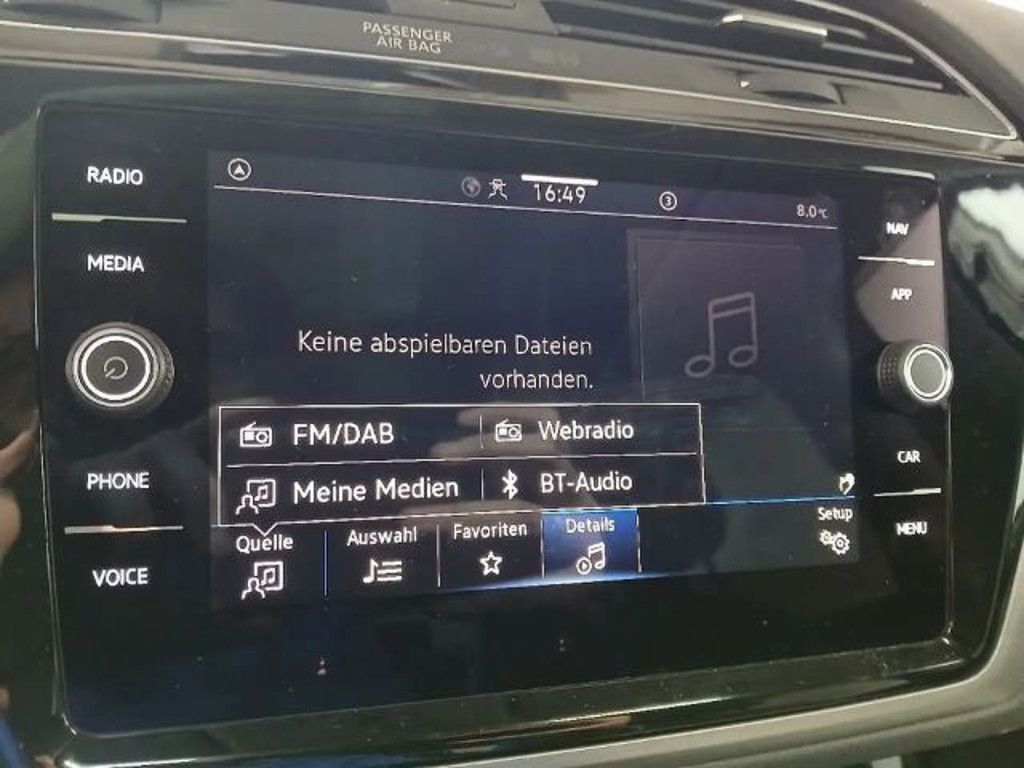 PASSENGER
AIR BAG
RADIO
MEDIA
PHONE
VOICE
16:49
3
8.0°C
Keine abspielbaren Dateien
vorhanden.
FM/DAB
Webradio
Meine Medien
BT-Audio
Quelle
Auswahl
Favoriten
Details
Setup
NAV
APP
CAR
MENU